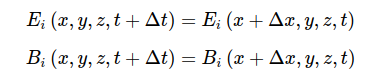 E_i (x, y, z, t + Δt) = E_i (x + Δx, y, z, t)
B_i (x, y, z, t + Δt) = B_i (x + Δx, y, z, t)